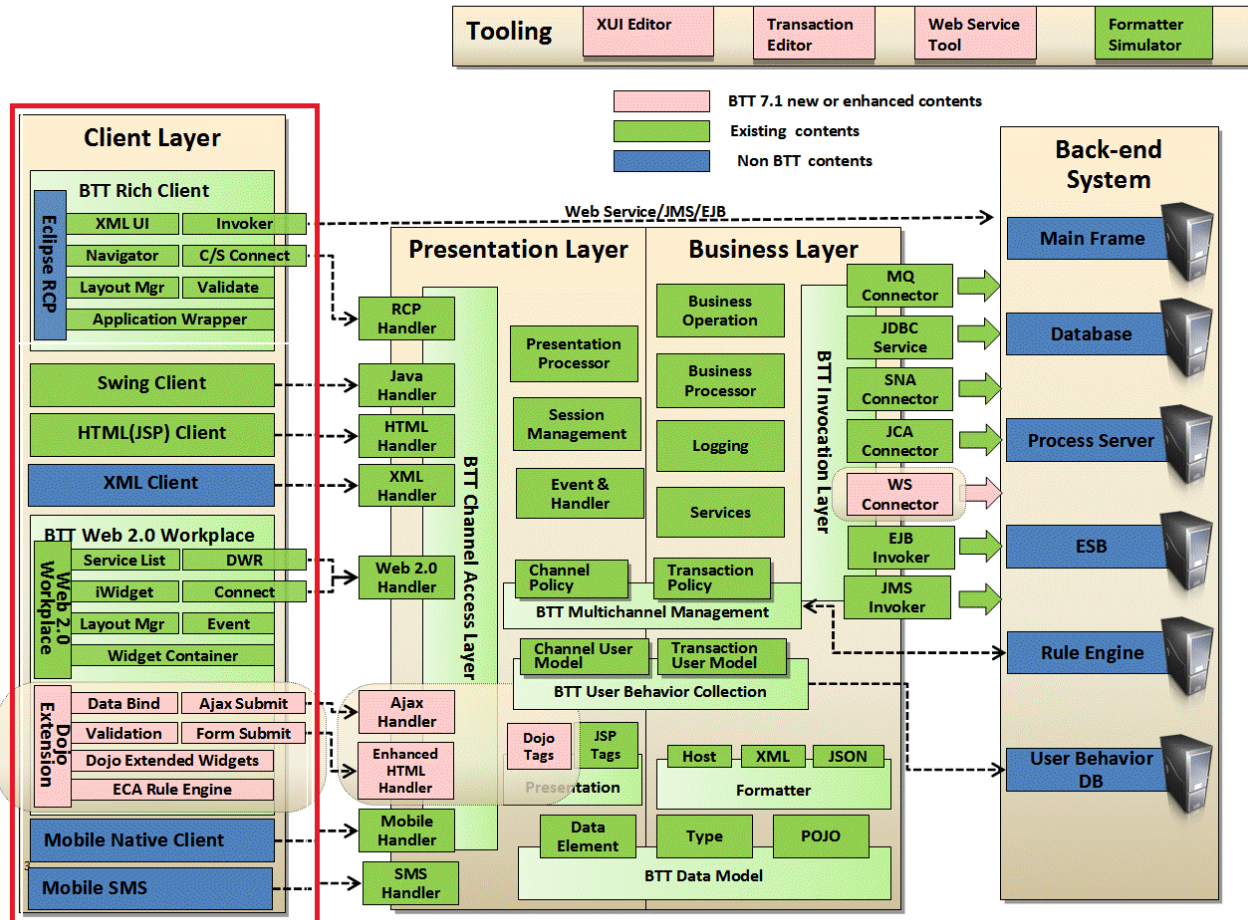 Tooling
XUI Editor
Transaction
Editor
Web Service
Tool
Formatter
Simulator
BTT 7.1 new or enhanced contents
Existing contents
Non BTT contents
Client Layer
BTT Rich Client
Eclipse RCP
XML UI
Invoker
Navigator
C/S Connect
Layout Mgr
Validate
Application Wrapper
Swing Client
HTML(JSP) Client
XML Client
BTT Web 2.0 Workplace
Web 2.0
Workplace
Service List
DWR
iWidget
Connect
Layout Mgr
Event
Widget Container
Dojo
Extension
Data Bind
Ajax Submit
Validation
Form Submit
Dojo Extended Widgets
ECA Rule Engine
Mobile Native Client
3
Mobile SMS
Web Service/JMS/EJB
Presentation Layer
RCP
Handler
Java
Handler
HTML
Handler
XML
Handler
Web 2.0
Handler
Ajax
Handler
Enhanced
HTML
Handler
Mobile
Handler
SMS
Handler
BTT Channel Access Layer
Presentation
Processor
Session
Management
Event &
Handler
Business Layer
Business
Operation
Business
Processor
Logging
Services
Channel
Policy
Transaction
Policy
BTT Multichannel Management
Channel User
Model
Transaction
User Model
BTT User Behavior Collection
Dojo
Tags
JSP
Tags
Presentation
Host
XML
JSON
Formatter
Data
Element
Type
POJO
BTT Data Model
BTT Invocation Layer
MQ
Connector
JDBC
Service
SNA
Connector
JCA
Connector
WS
Connector
EJB
Invoker
JMS
Invoker
Back-end
System
Main Frame
Database
Process Server
ESB
Rule Engine
User Behavior
DB